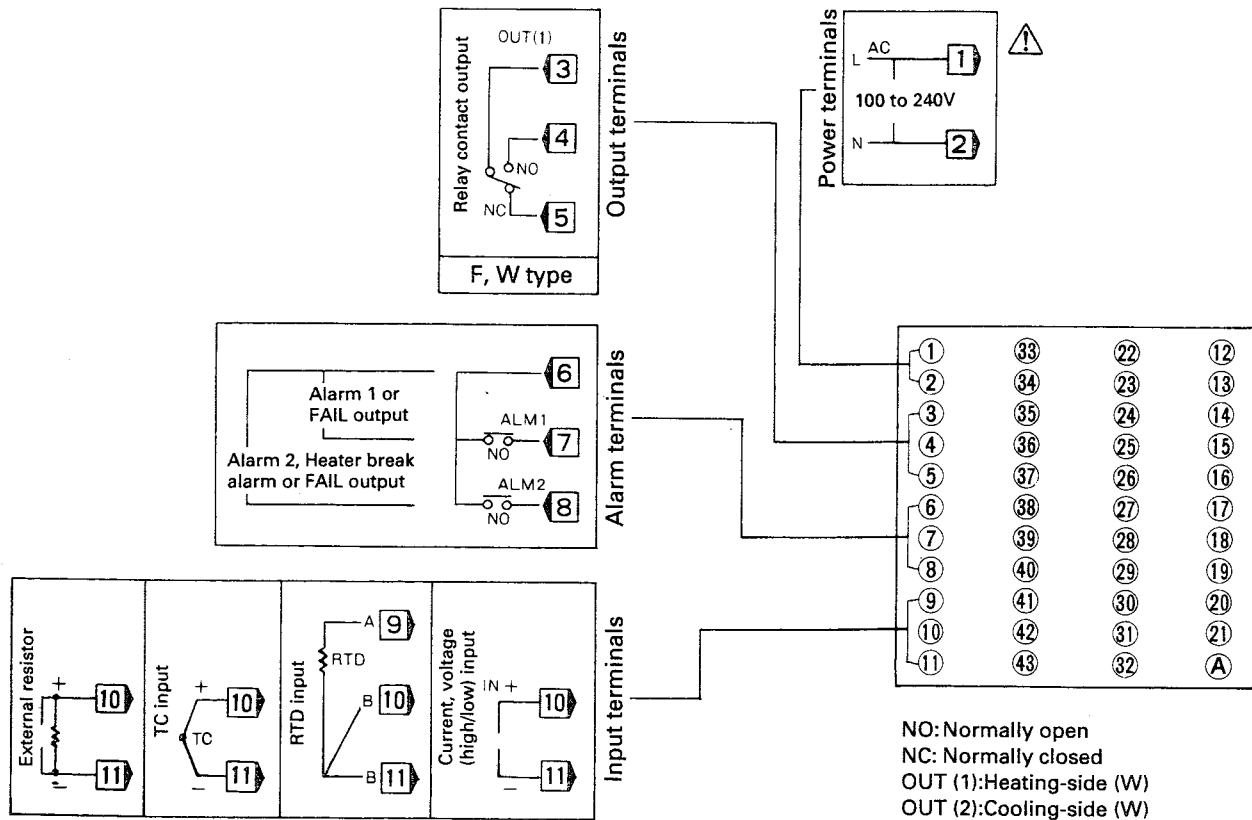 Relay contact output
OUT(1)
3
4
NO
NC
5
F, W type
Output terminals
Power terminals
L AC 1
100 to 240V
N 2
Alarm 1 or
FAIL output
Alarm 2, Heater break
alarm or FAIL output
6
ALM1
7
NO
ALM2
8
NO
Alarm terminals
External resistor
+
10
11
−
TC input
+
10
TC
11
−
RTD input
A 9
RTD
B 10
B 11
Current, voltage
(high/low) input
IN +
10
11
−
Input terminals
1 33 22 12
2 34 23 13
3 35 24 14
4 36 25 15
5 37 26 16
6 38 27 17
7 39 28 18
8 40 29 19
9 41 30 20
10 42 31 21
11 43 32 A
NO: Normally open
NC: Normally closed
OUT (1):Heating-side (W)
OUT (2):Cooling-side (W)